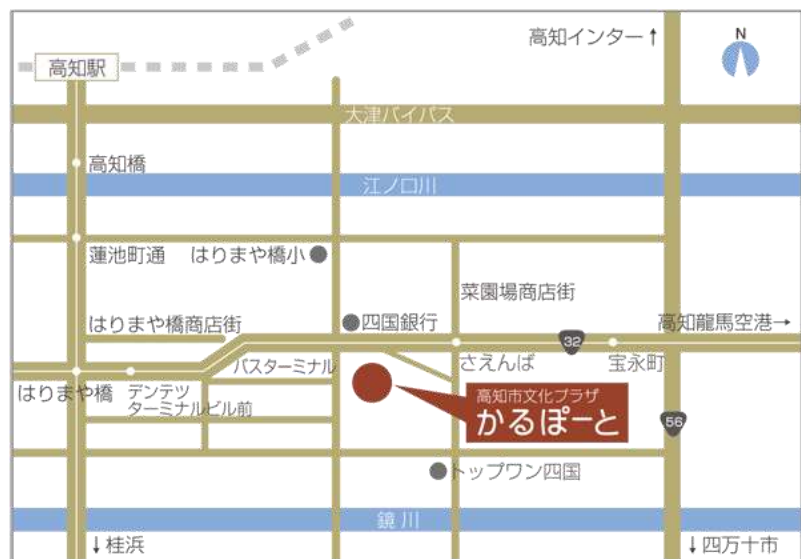 高知インター↑
N
高知駅
大津バイパス
高知橋
江ノ口川
蓮池町通
はりまや橋小
菜園場商店街
はりまや橋商店街
四国銀行
32
高知龍馬空港→
バスターミナル
さえんば
宝永町
はりまや橋
デンテツ
ターミナルビル前
高知市文化プラザ
かるぽーと
56
トップワン四国
鏡川
↓桂浜
↓四万十市